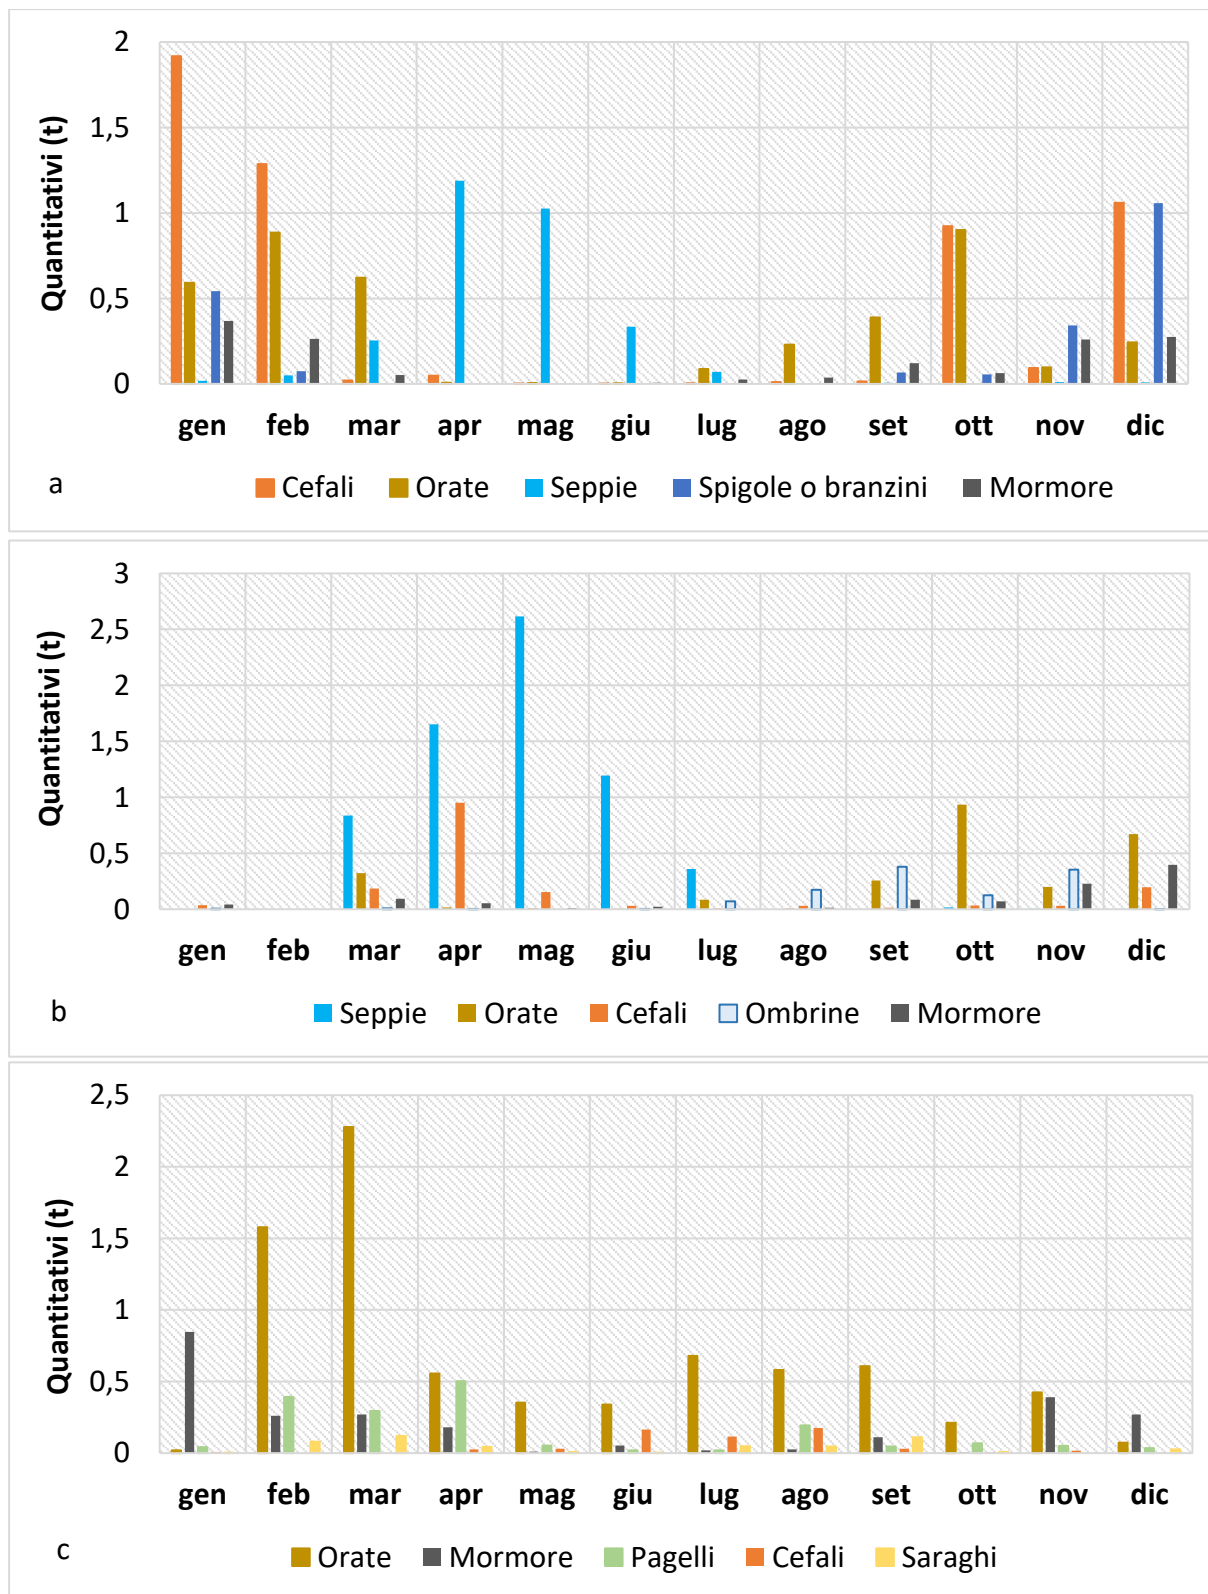 2
1,5
1
0,5
0
Quantitativi (t)
gen feb mar apr mag giu lug ago set ott nov dic
a Cefali Orate Seppie Spigole o branzini Mormore
3
2,5
2
1,5
1
0,5
0
Quantitativi (t)
gen feb mar apr mag giu lug ago set ott nov dic
b Seppie Orate Cefali Ombrine Mormore
2,5
2
1,5
1
0,5
0
Quantitativi (t)
gen feb mar apr mag giu lug ago set ott nov dic
c Orate Mormore Pagelli Cefali Saraghi